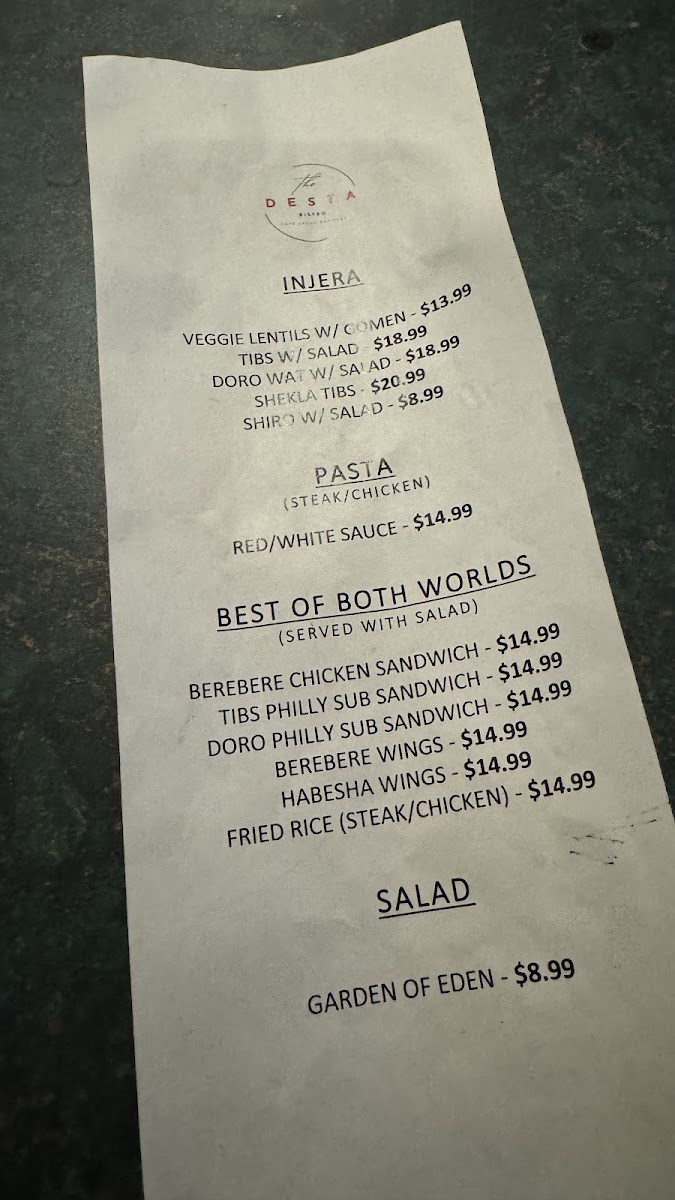 the
DESTA
BISTRO
INJERA
VEGGIE LENTILS W/ GOMEN - $13.99
TIBS W/ SALAD - $18.99
DORO WAT W/ SALAD - $18.99
SHEKLA TIBS - $20.99
SHIRO W/ SALAD - $8.99
PASTA
(STEAK/CHICKEN)
RED/WHITE SAUCE - $14.99
BEST OF BOTH WORLDS
(SERVED WITH SALAD)
BEREBERE CHICKEN SANDWICH - $14.99
TIBS PHILLY SUB SANDWICH - $14.99
DORO PHILLY SUB SANDWICH - $14.99
BEREBERE WINGS - $14.99
HABESHA WINGS - $14.99
FRIED RICE (STEAK/CHICKEN) - $14.99
SALAD
GARDEN OF EDEN - $8.99